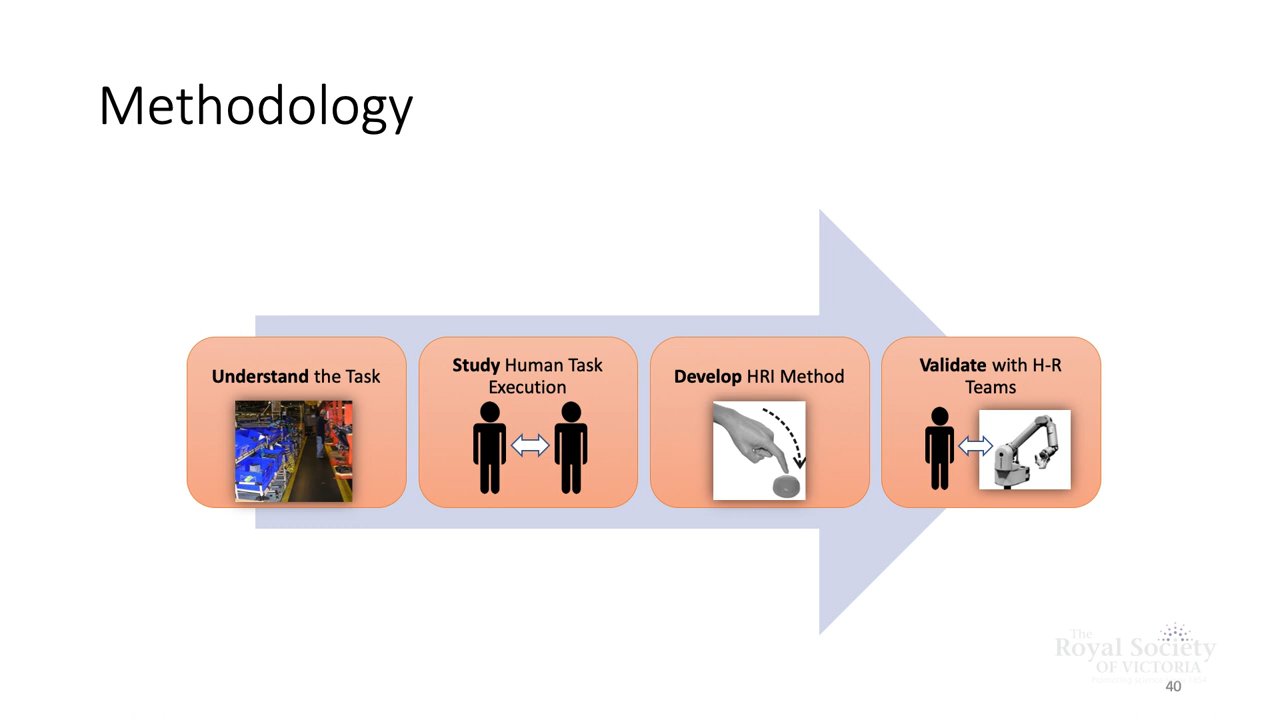 Methodology
Understand the Task
Study Human Task
Execution
Develop HRI Method
Validate with H-R
Teams
The
Royal Society
OF VICTORIA
40